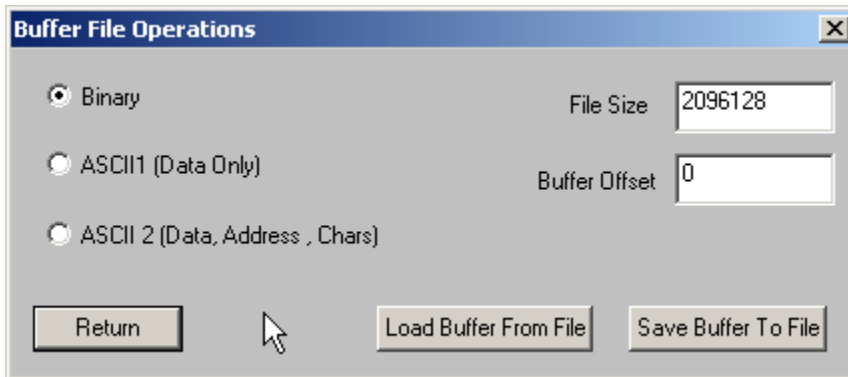 Buffer File Operations
Binary
File Size
2096128
ASCII1 (Data Only)
Buffer Offset
0
ASCII 2 (Data, Address , Chars)
Return
Load Buffer From File
Save Buffer To File